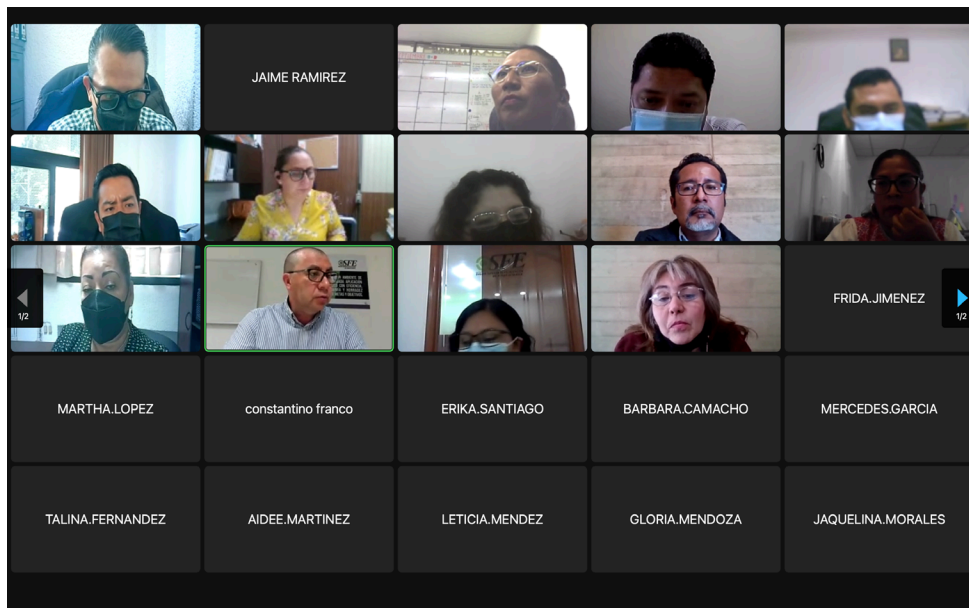 JAIME RAMIREZ
SFE
SFE
1/2
FRIDA.JIMENEZ
1/2
MARTHA.LOPEZ
constantino franco
ERIKA.SANTIAGO
BARBARA.CAMACHO
MERCEDES.GARCIA
TALINA.FERNANDEZ
AIDEE.MARTINEZ
LETICIA.MENDEZ
GLORIA.MENDOZA
JAQUELINA.MORALES